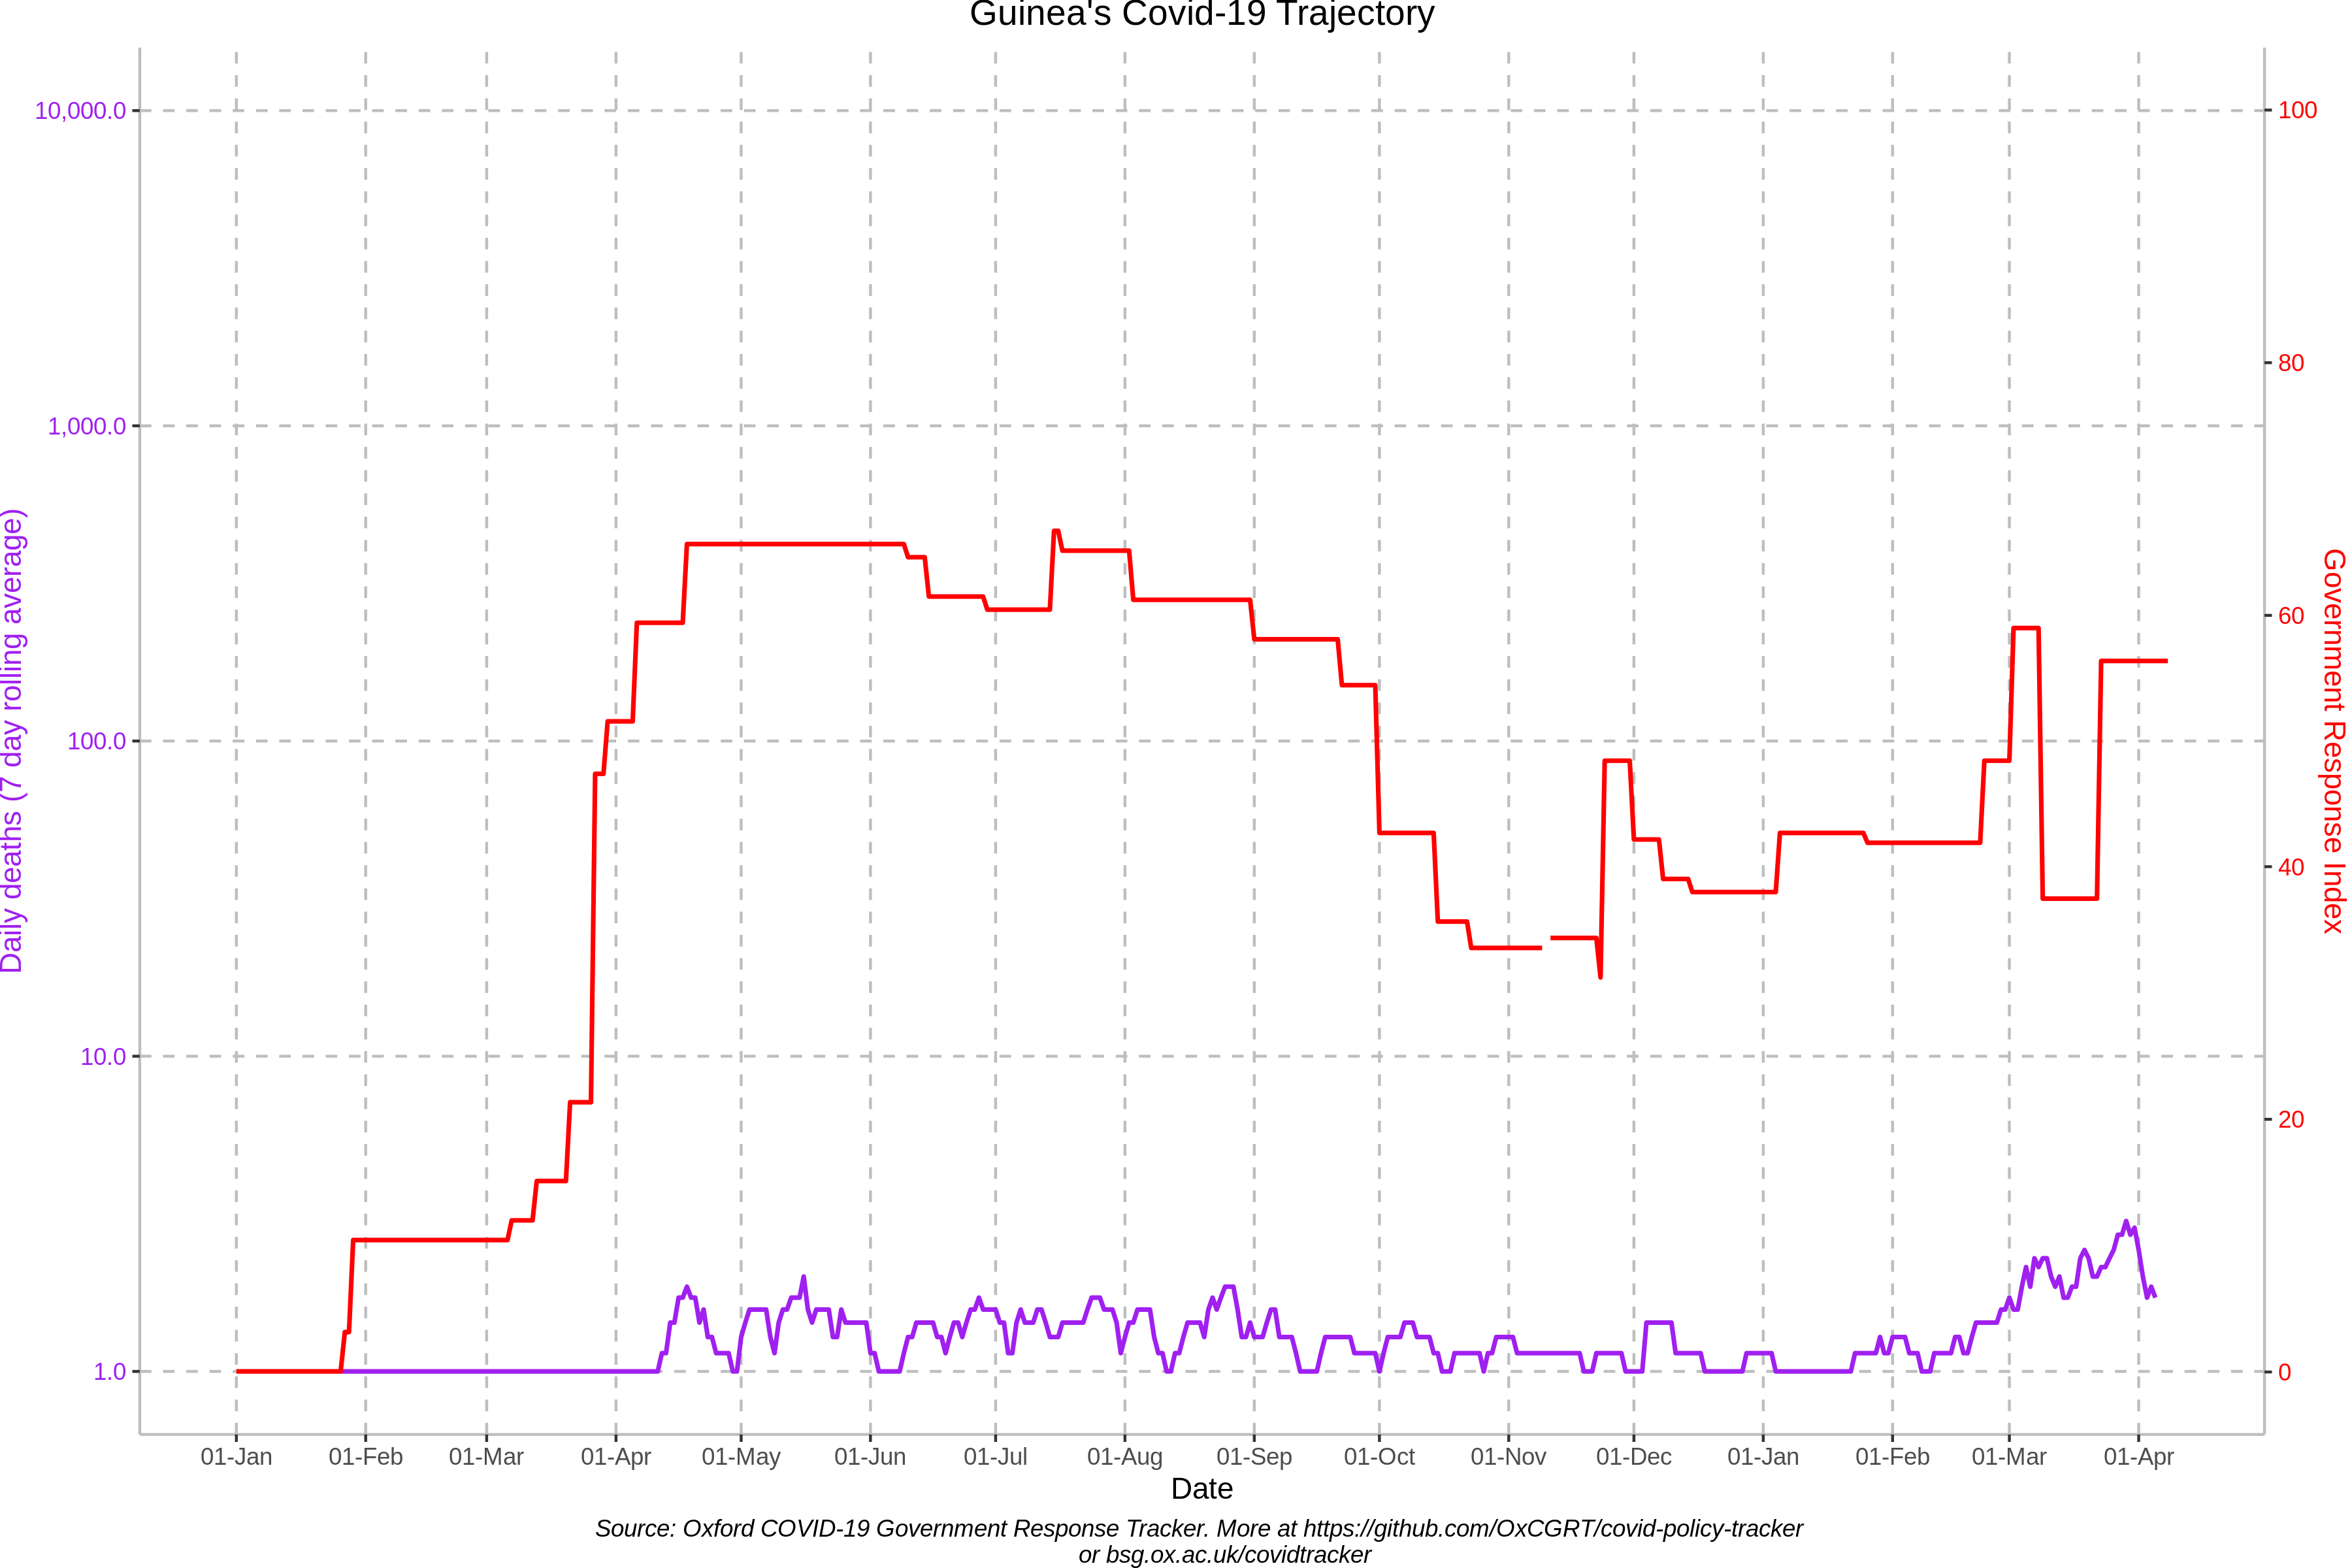 Guinea's Covid-19 Trajectory
10,000.0
1,000.0
100.0
10.0
1.0
Daily deaths (7 day rolling average)
100
80
60
40
20
0
Government Response Index
01-Jan 01-Feb 01-Mar 01-Apr 01-May 01-Jun 01-Jul 01-Aug 01-Sep 01-Oct 01-Nov 01-Dec 01-Jan 01-Feb 01-Mar 01-Apr
Date
Source: Oxford COVID-19 Government Response Tracker. More at https://github.com/OxCGRT/covid-policy-tracker
or bsg.ox.ac.uk/covidtracker